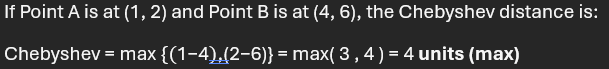 If Point A is at (1, 2) and Point B is at (4, 6), the Chebyshev distance is:
Chebyshev = max {(1−4),(2−6)} = max( 3 , 4 ) = 4 units (max)